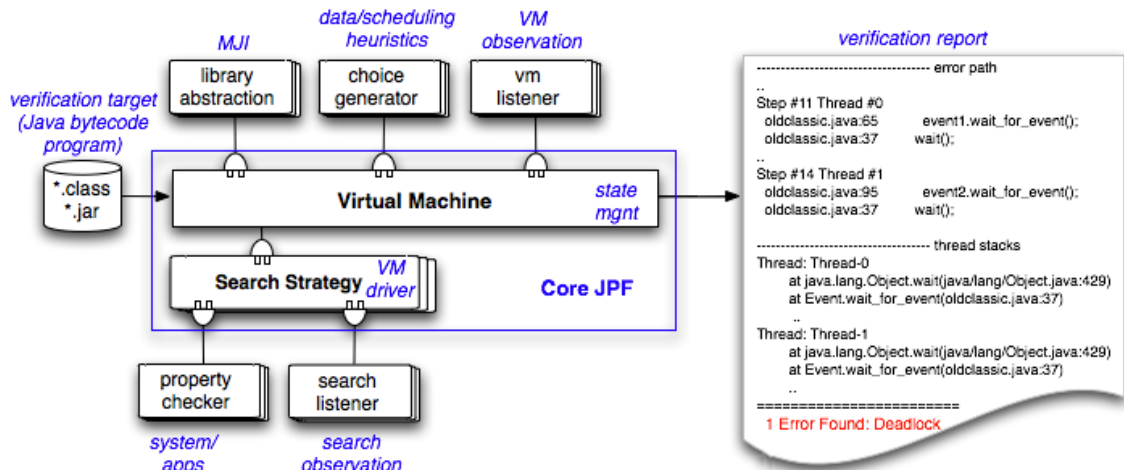 MJI
data/scheduling
heuristics
VM
observation
verification report
library
abstraction
choice
generator
vm
listener
verification target
(Java bytecode
program)
*.class
*.jar
Virtual Machine
state
mgnt
Search Strategy
VM
driver
Core JPF
property
checker
search
listener
system/
apps
search
observation
----------------------------------- error path
..
Step #11 Thread #0
oldclassic.java:65 event1.wait_for_event();
oldclassic.java:37 wait();
..
Step #14 Thread #1
oldclassic.java:95 event2.wait_for_event();
oldclassic.java:37 wait();
----------------------------------- thread stacks
Thread: Thread-0
at java.lang.Object.wait(java/lang/Object.java:429)
at Event.wait_for_event(oldclassic.java:37)
..
Thread: Thread-1
at java.lang.Object.wait(java/lang/Object.java:429)
at Event.wait_for_event(oldclassic.java:37)
..
========================
1 Error Found: Deadlock